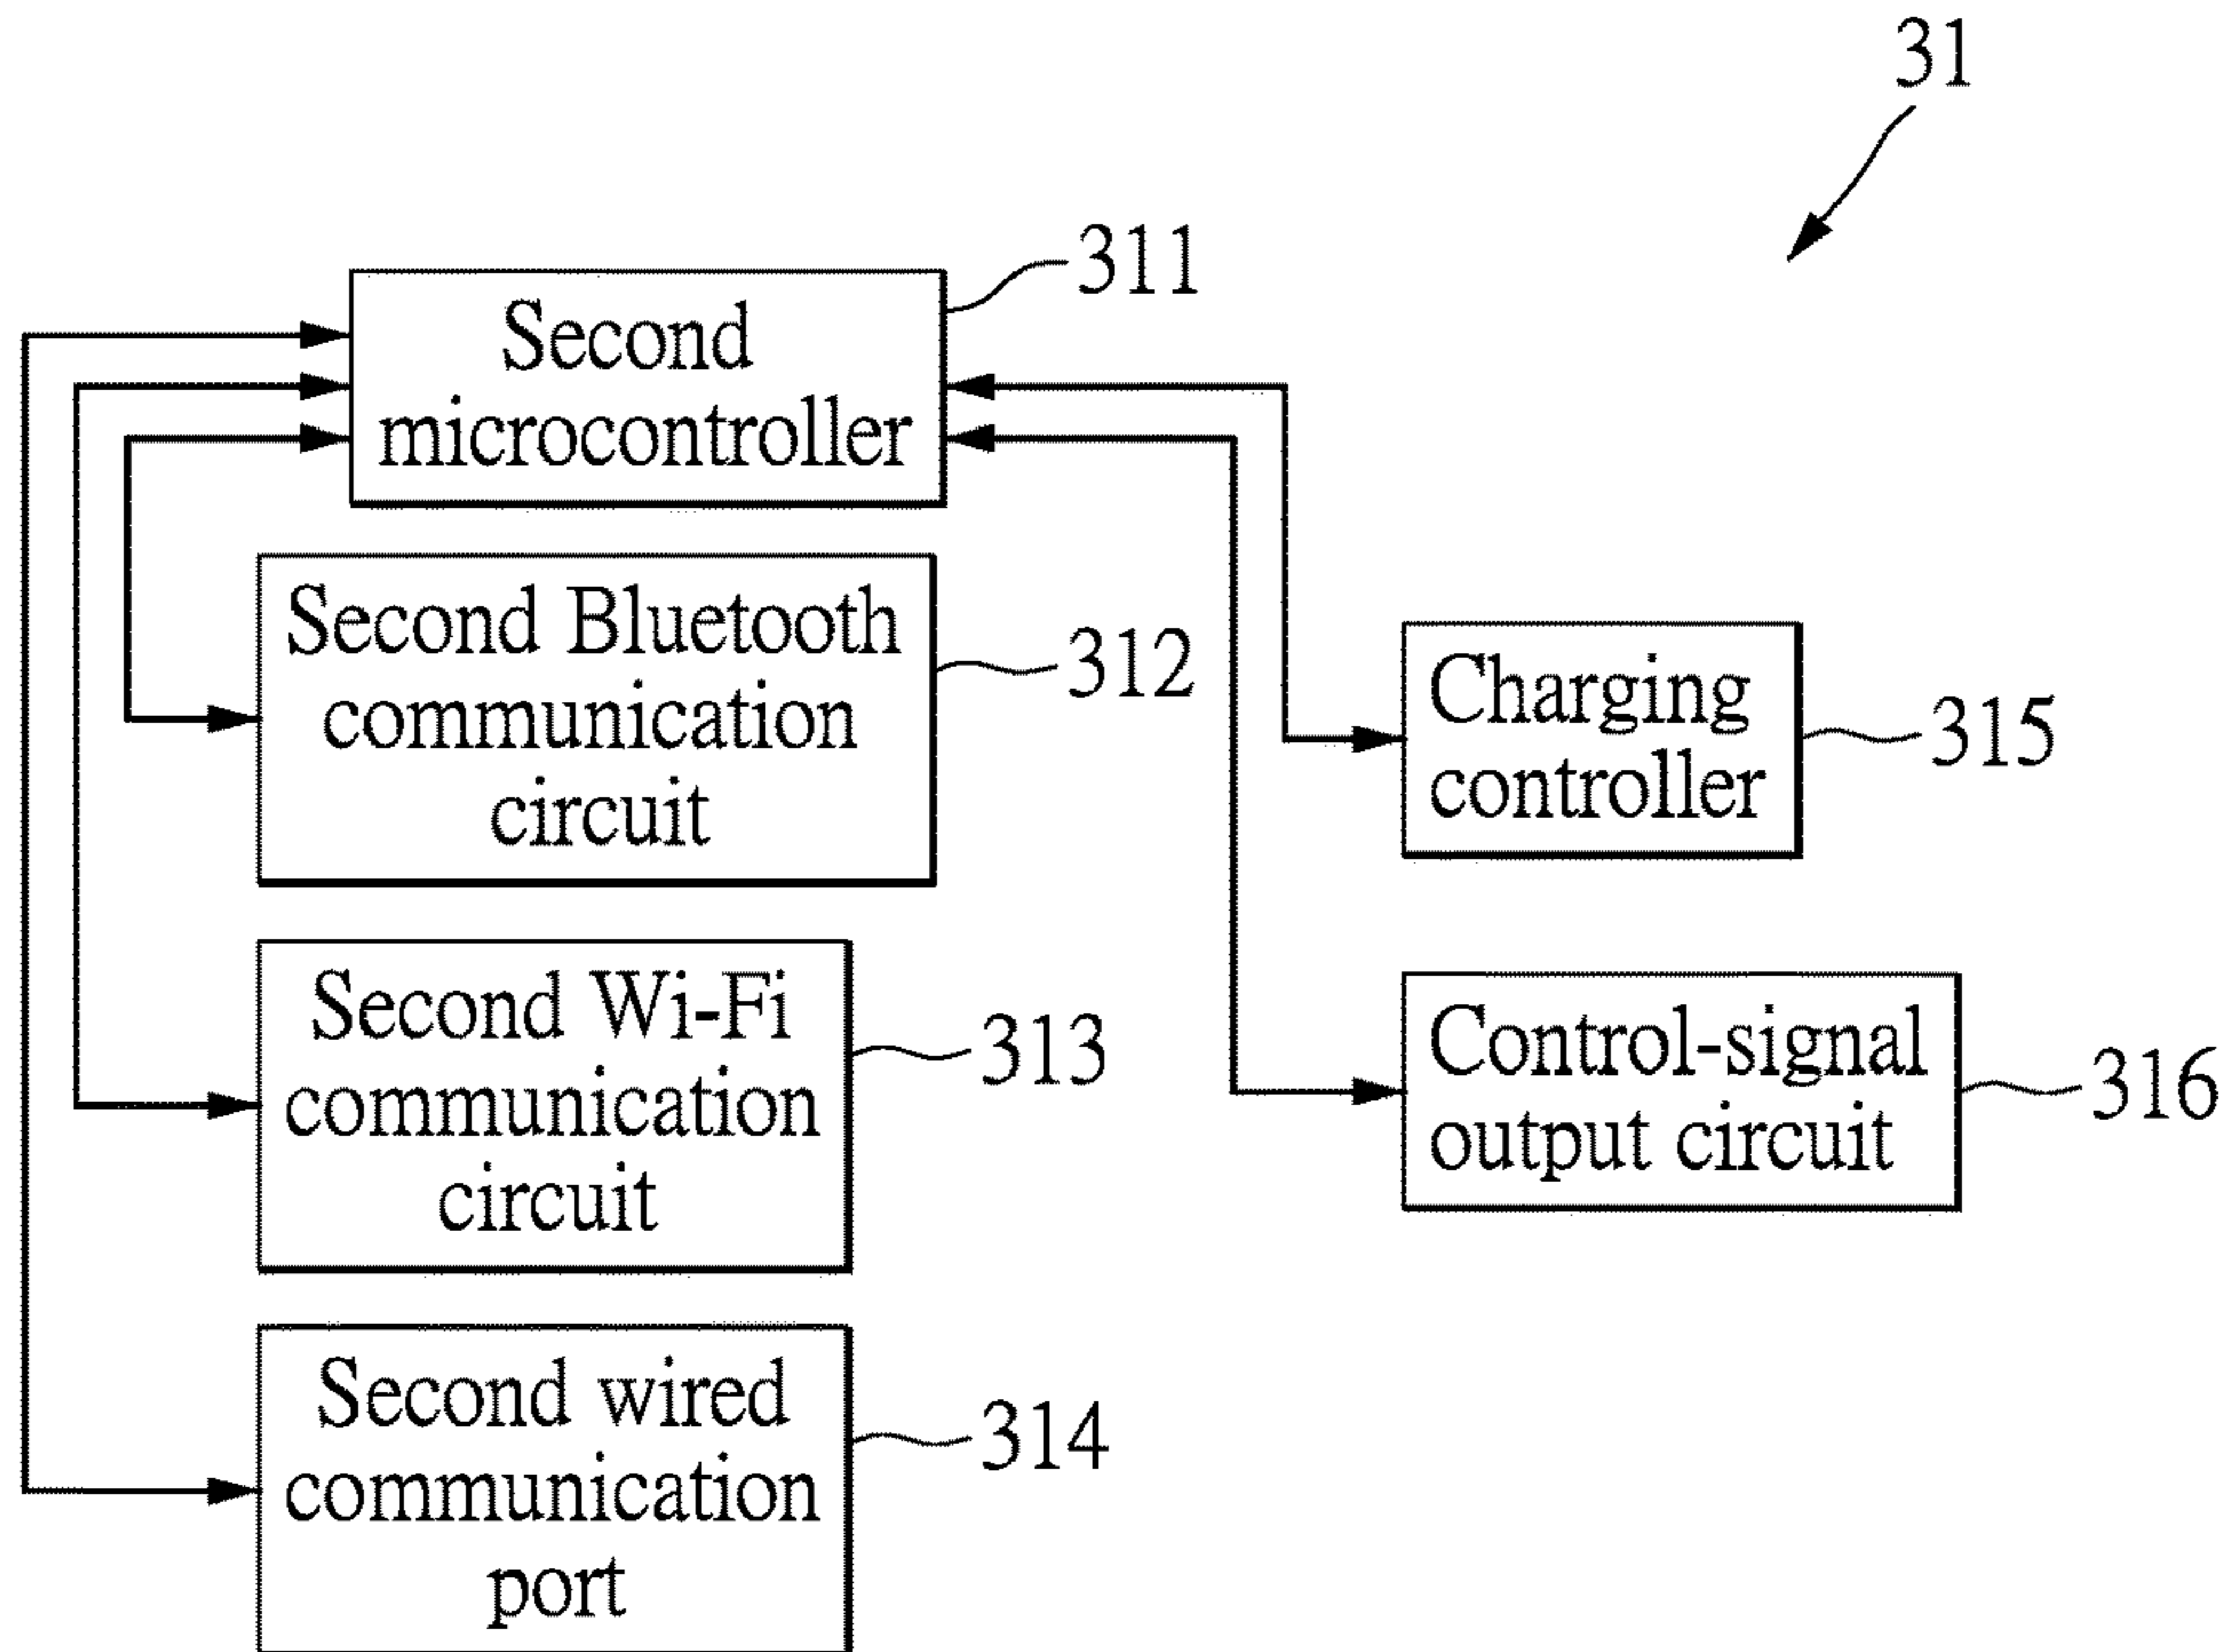 31
311
Second
microcontroller
Second Bluetooth
communication
circuit
312
Charging
controller
315
Second Wi-Fi
communication
circuit
313
Control-signal
output circuit
316
Second wired
communication
port
314